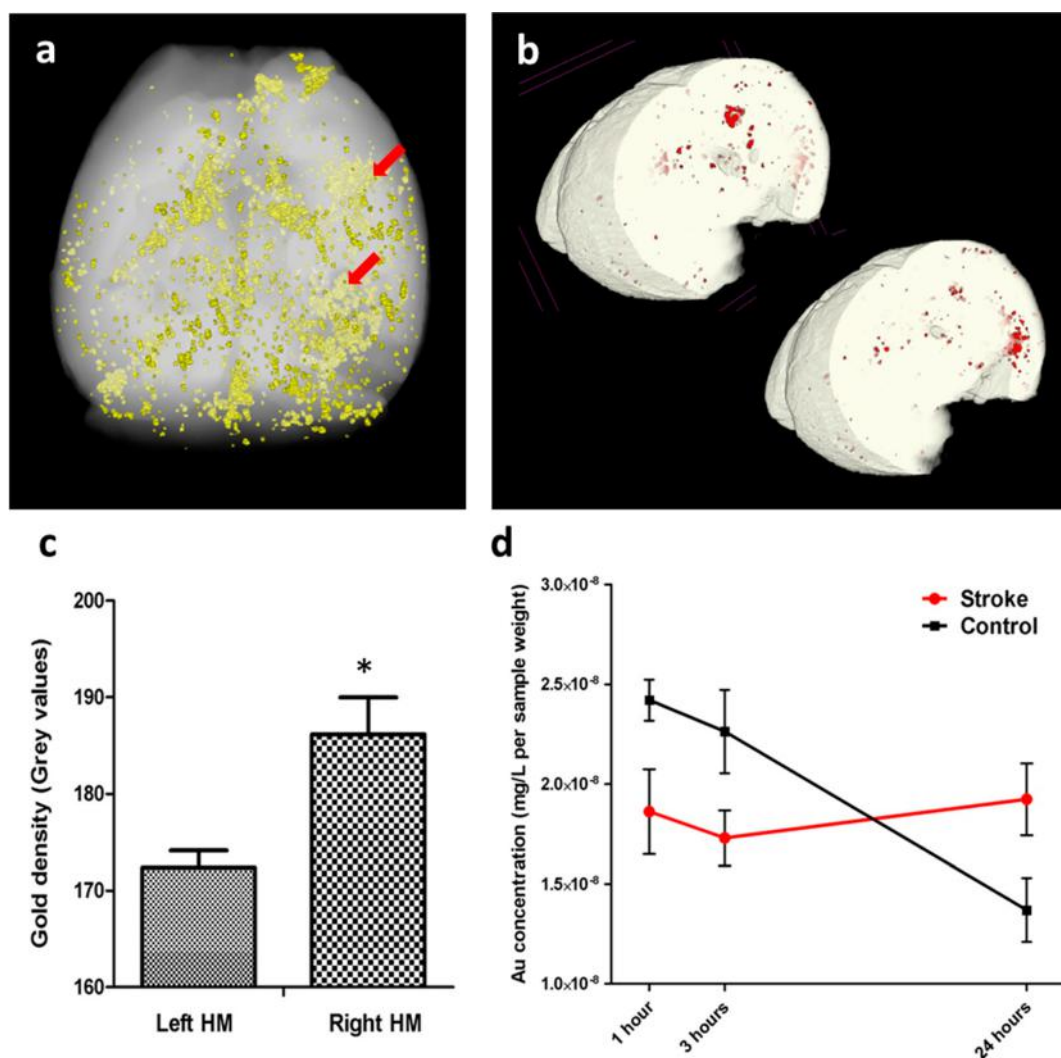 a
b
c
Gold density (Grey values)
200
190
180
170
160
*
Left HM
Right HM
d
Au concentration (mg/L per sample weight)
3.0×10⁻⁸
2.5×10⁻⁸
2.0×10⁻⁸
1.5×10⁻⁸
1.0×10⁻⁸
Stroke
Control
1 hour
3 hours
24 hours